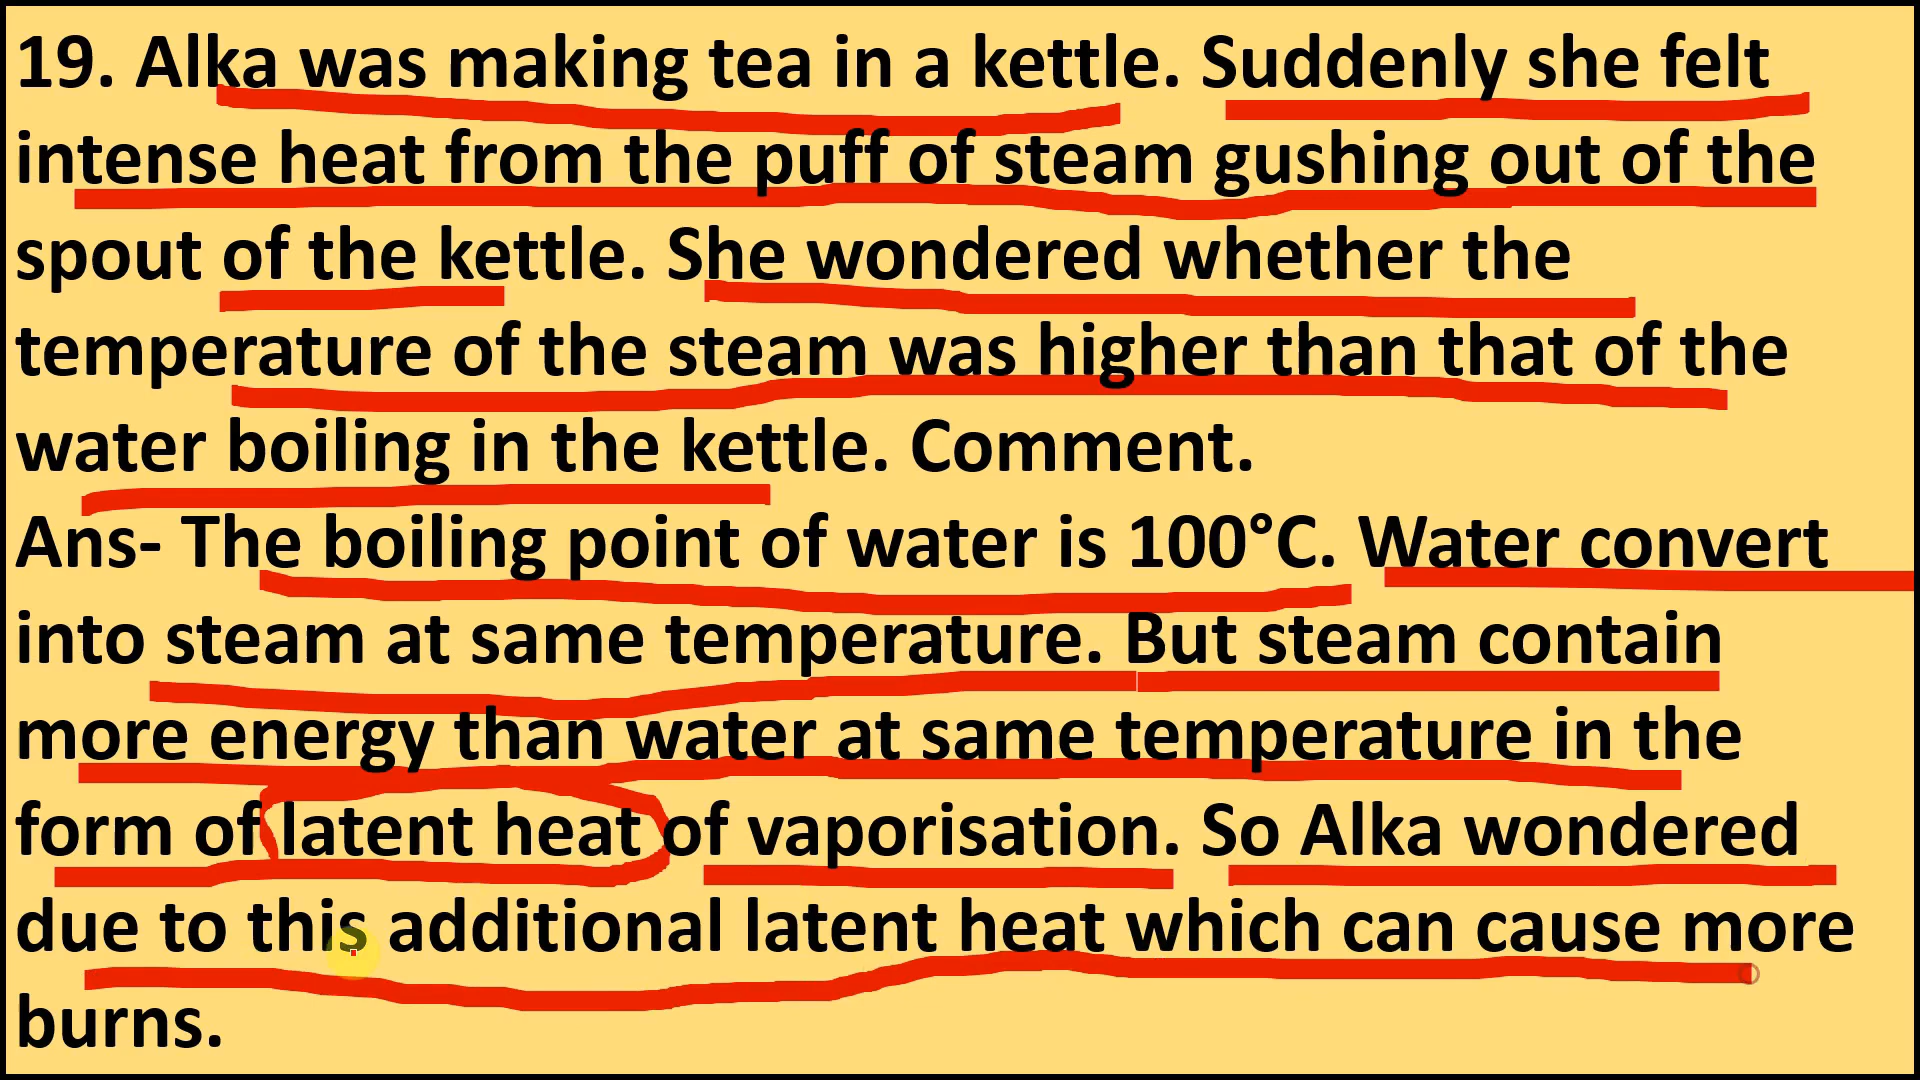 19. Alka was making tea in a kettle. Suddenly she felt
intense heat from the puff of steam gushing out of the
spout of the kettle. She wondered whether the
temperature of the steam was higher than that of the
water boiling in the kettle. Comment.
Ans- The boiling point of water is 100°C. Water convert
into steam at same temperature. But steam contain
more energy than water at same temperature in the
form of latent heat of vaporisation. So Alka wondered
due to this additional latent heat which can cause more
burns.